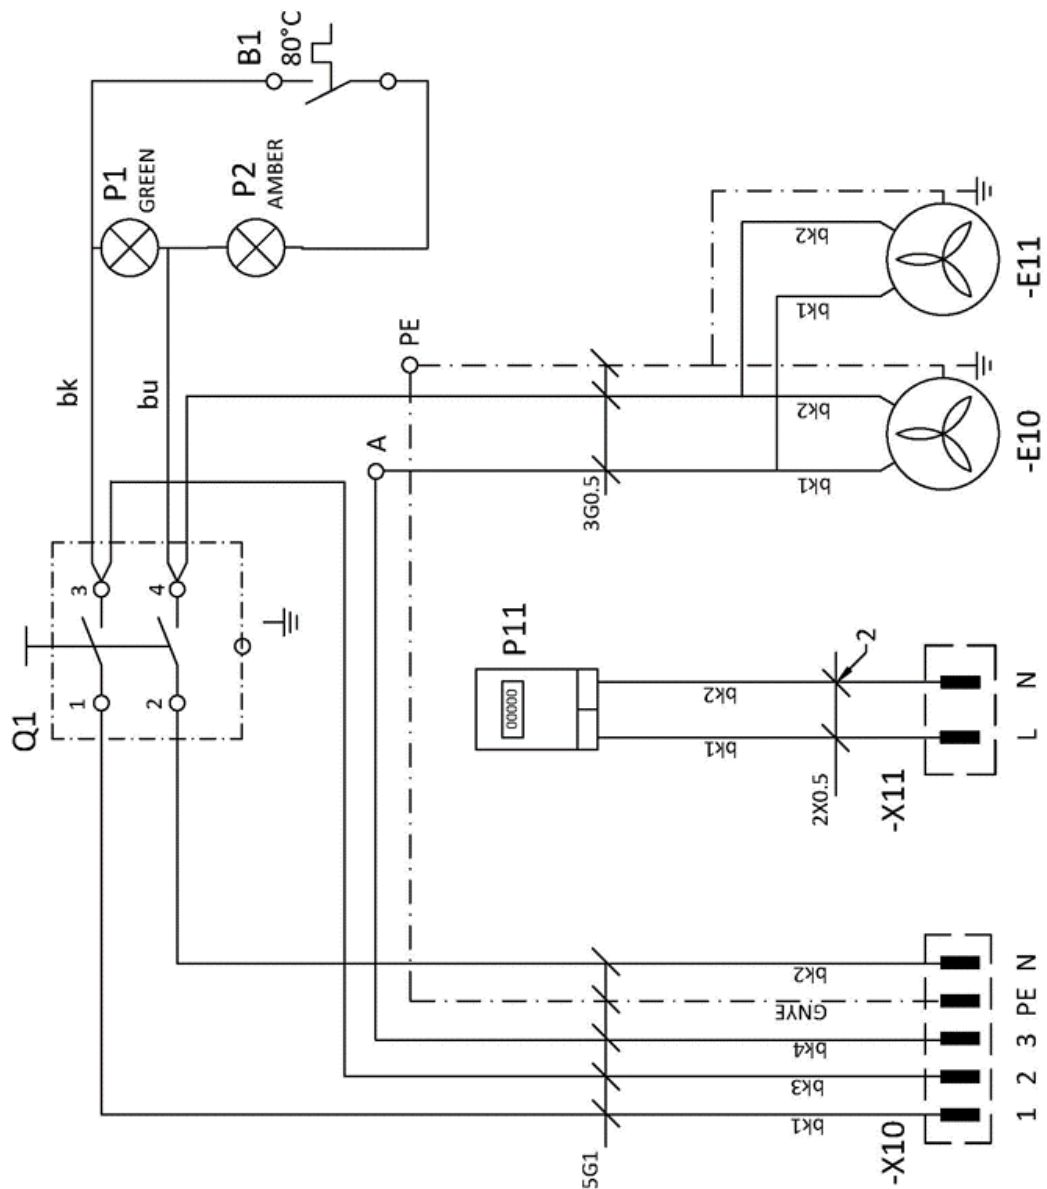 Q1
1
3
2
4
bk
bu
P1
GREEN
P2
AMBER
B1
80°C
A
PE
3G0.5
bk1
bk2
-E10
bk1
bk2
-E11
P11
00000
bk1
bk2
2X0.5
2
-X11
L
N
5G1
bk1
bk3
bk4
GNYE
bk2
-X10
1
2
3
PE
N